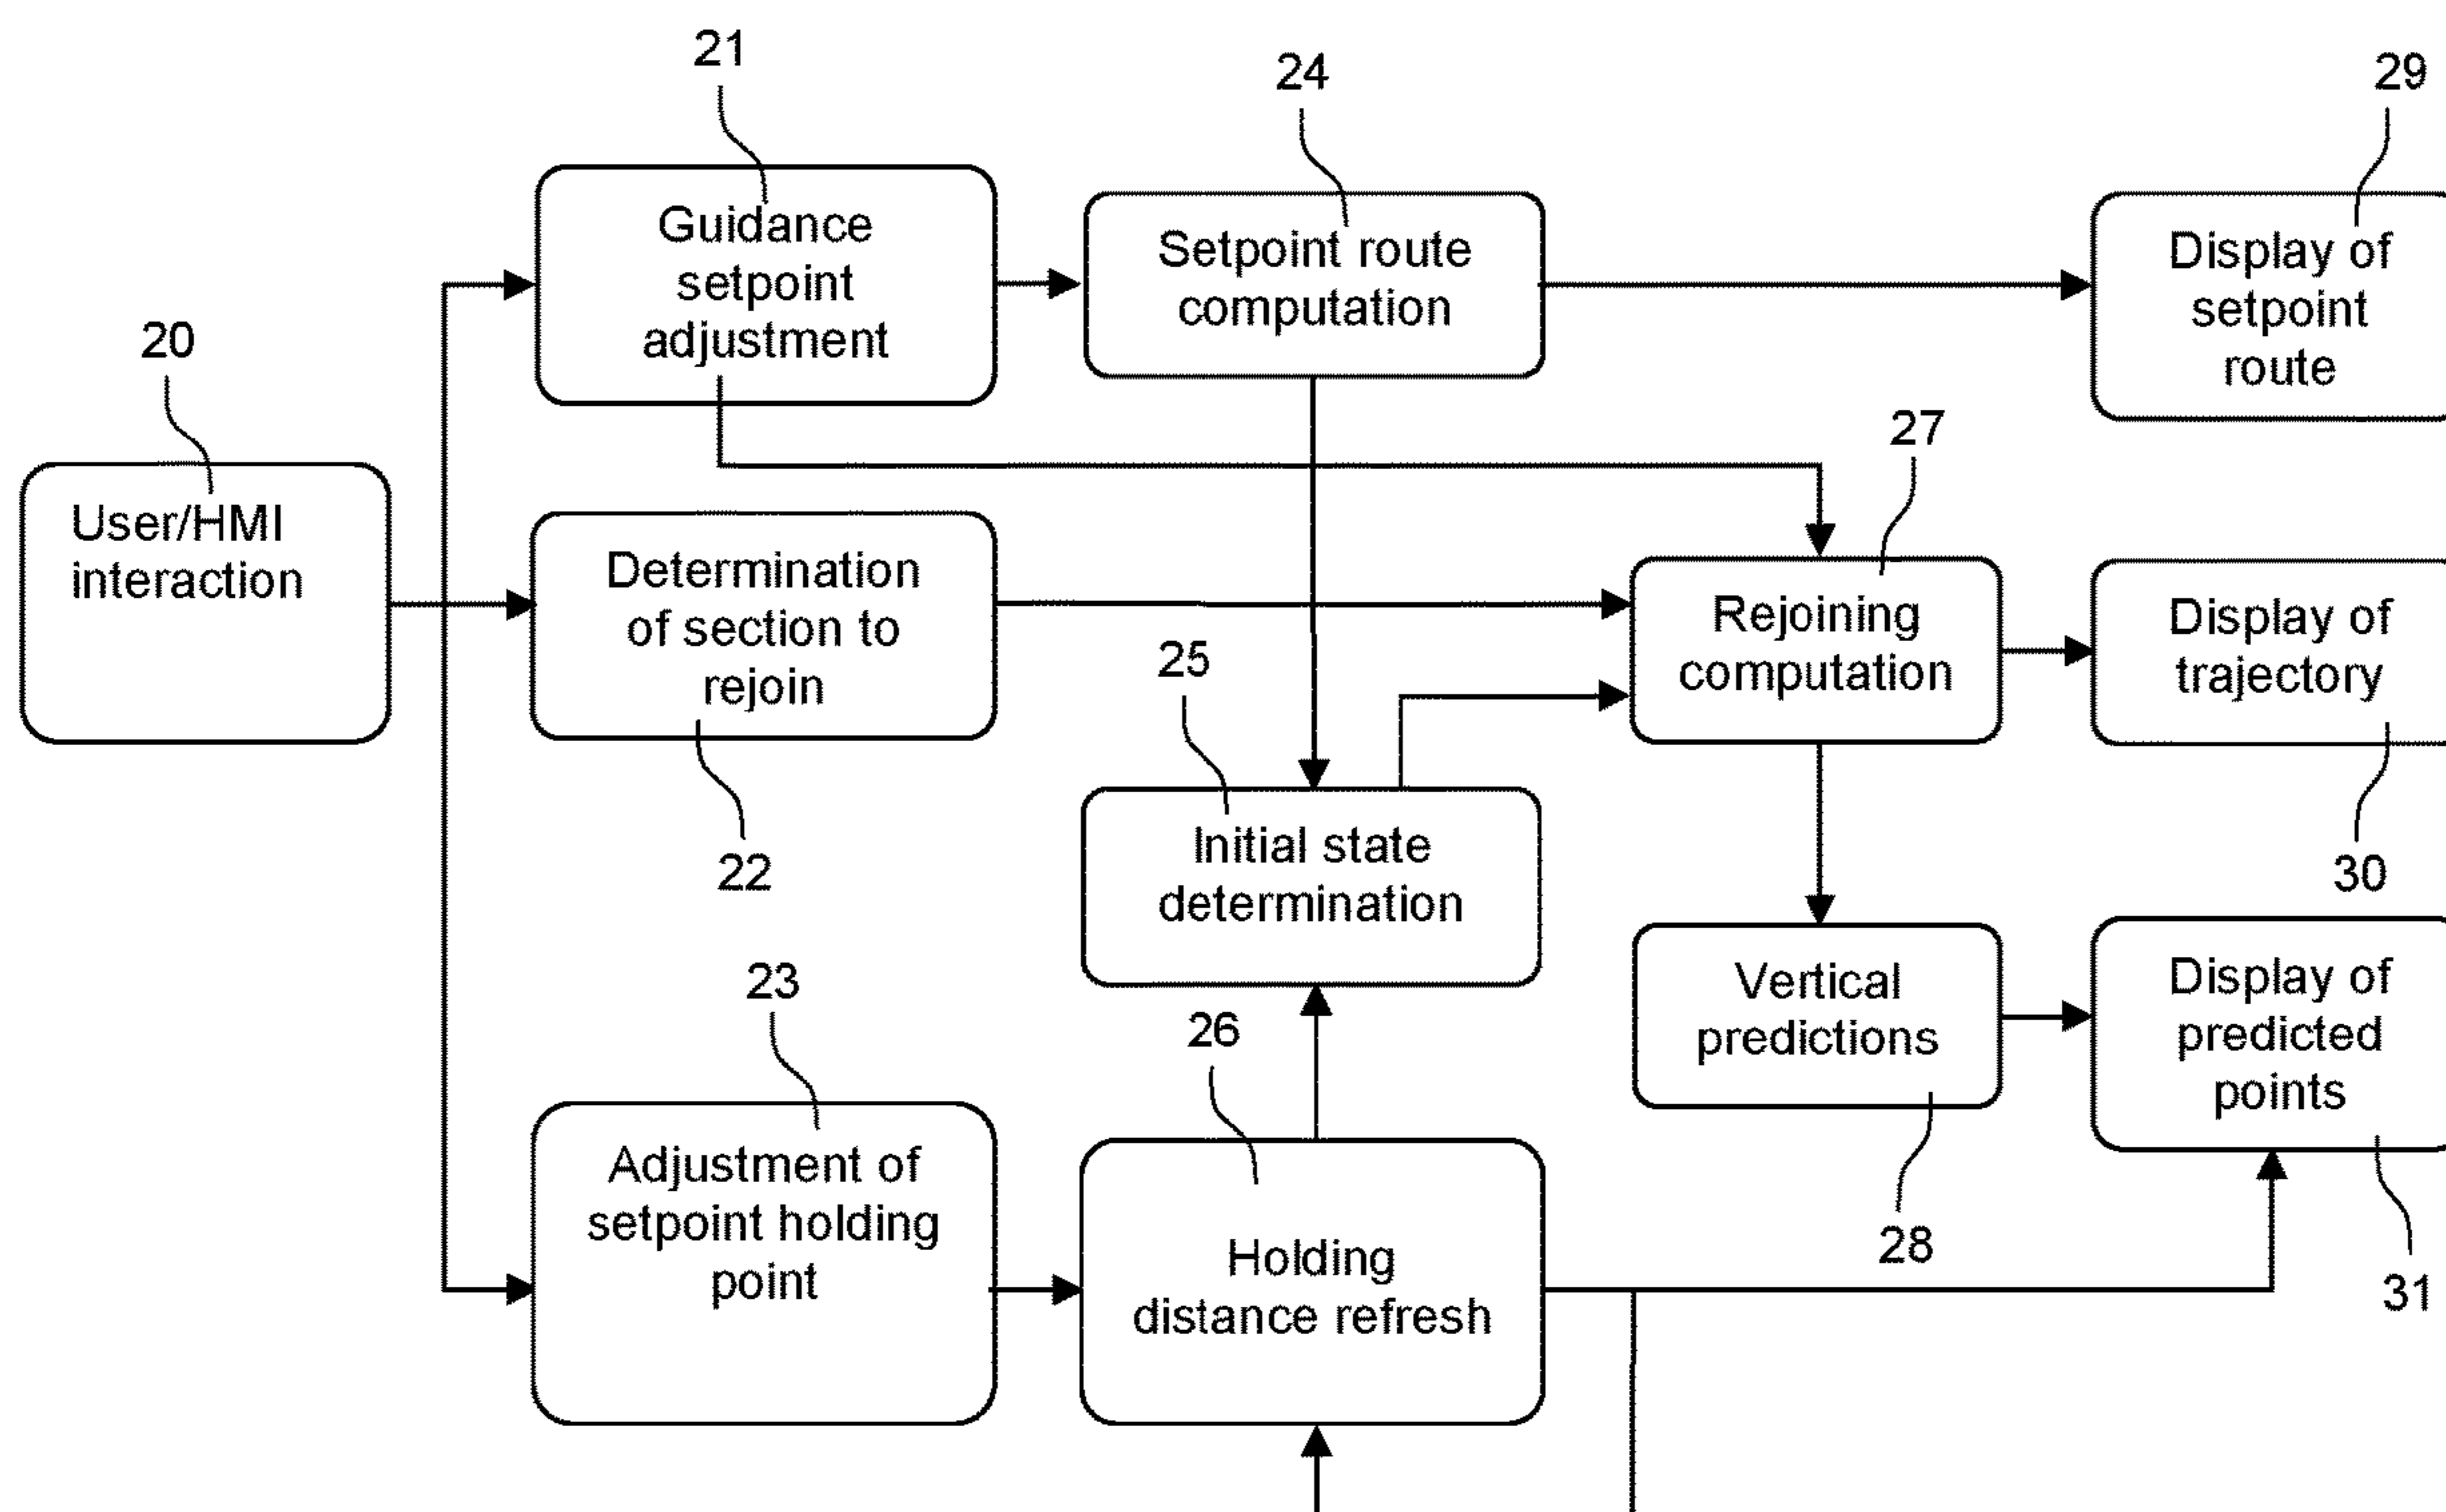 21
24
29
Guidance
setpoint
adjustment
Setpoint route
computation
Display of
setpoint
route
20
User/HMI
interaction
27
Determination
of section to
rejoin
22
25
Rejoining
computation
Display of
trajectory
30
Initial state
determination
23
26
Vertical
predictions
28
Display of
predicted
points
31
Adjustment of
setpoint holding
point
Holding
distance refresh